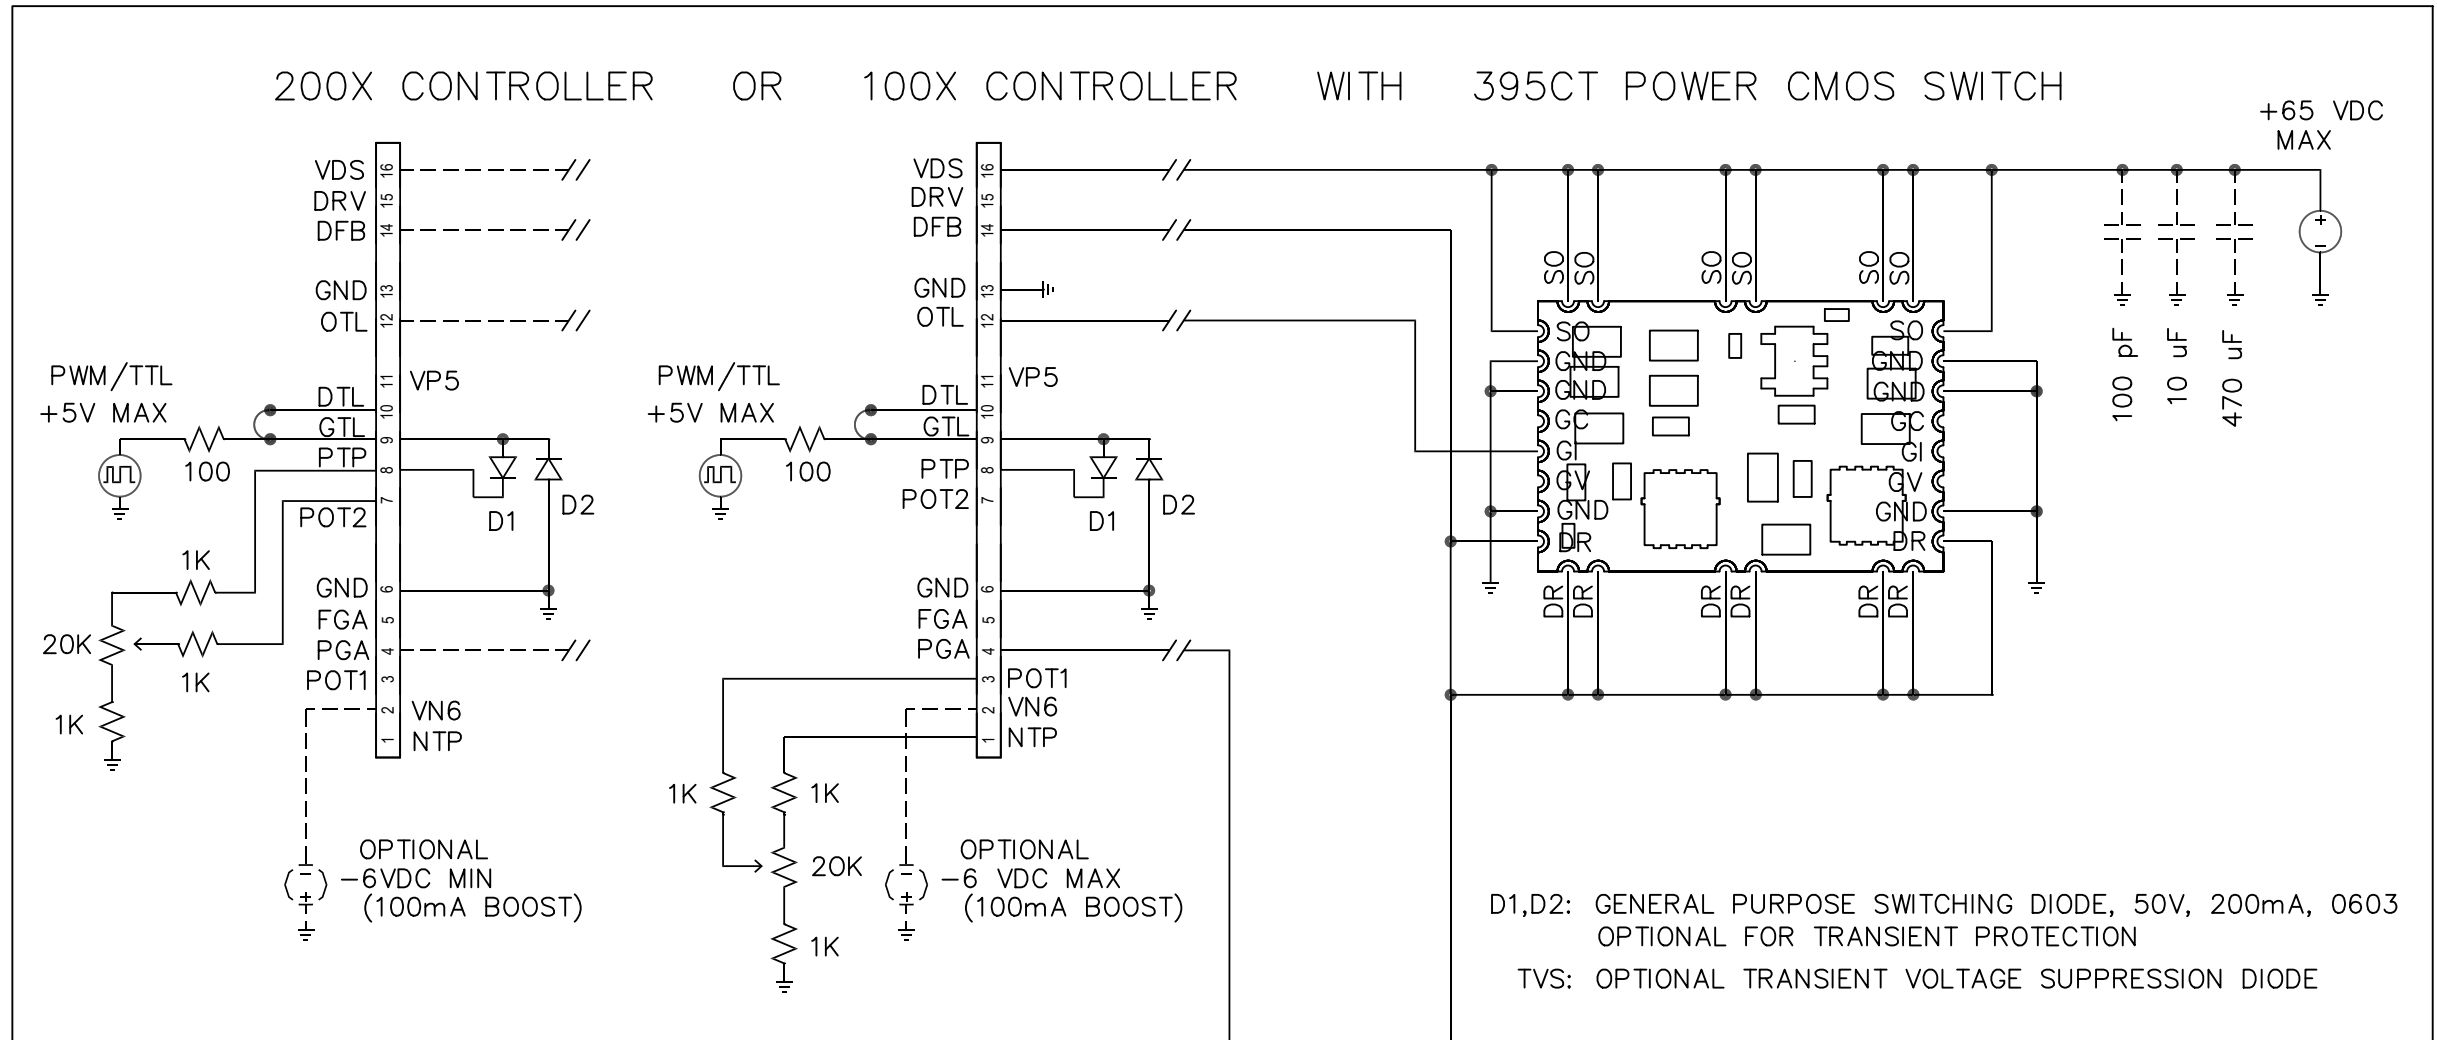 200X CONTROLLER OR 100X CONTROLLER WITH 395CT POWER CMOS SWITCH
+65 VDC
MAX
VDS 16
DRV 15
DFB 14
GND 13
OTL 12
11 VP5
PWM/TTL
+5V MAX
DTL 10
GTL 9
PTP 8
7
POT2
100
D1
D2
1K
20K
1K
1K
GND 6
FGA 5
PGA 4
POT1 3
2 VN6
1 NTP
OPTIONAL
-6VDC MIN
(100mA BOOST)
VDS 16
DRV 15
DFB 14
GND 13
OTL 12
11 VP5
PWM/TTL
+5V MAX
DTL 10
GTL 9
PTP 8
POT2 7
100
D1
D2
GND 6
FGA 5
PGA 4
3 POT1
2 VN6
1 NTP
1K
1K
20K
1K
OPTIONAL
-6 VDC MAX
(100mA BOOST)
SO SO SO SO SO SO
SO SO
GND GND
GND GND
GC GC
GI GI
GV GV
GND GND
DR DR
DR DR DR DR DR DR
100 pF
10 uF
470 uF
+
-
D1,D2: GENERAL PURPOSE SWITCHING DIODE, 50V, 200mA, 0603
OPTIONAL FOR TRANSIENT PROTECTION
TVS: OPTIONAL TRANSIENT VOLTAGE SUPPRESSION DIODE